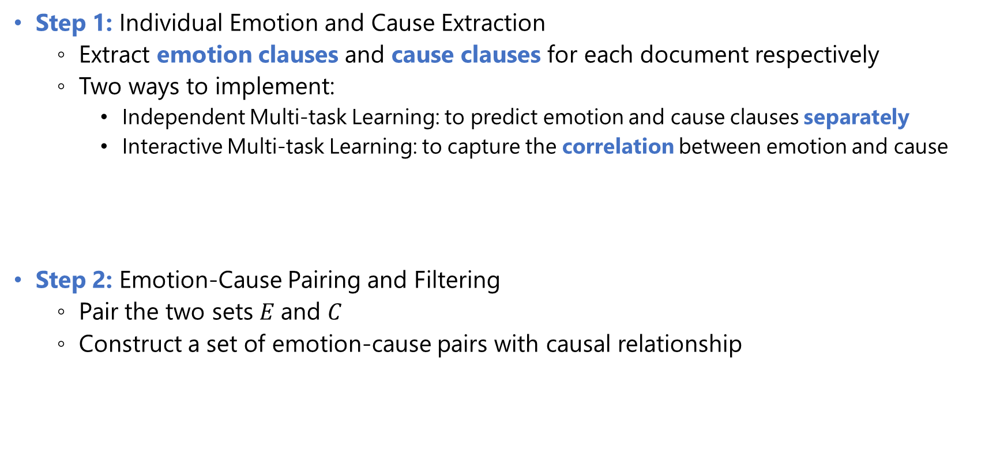 • Step 1: Individual Emotion and Cause Extraction
◦ Extract emotion clauses and cause clauses for each document respectively
◦ Two ways to implement:
• Independent Multi-task Learning: to predict emotion and cause clauses separately
• Interactive Multi-task Learning: to capture the correlation between emotion and cause
• Step 2: Emotion-Cause Pairing and Filtering
◦ Pair the two sets E and C
◦ Construct a set of emotion-cause pairs with causal relationship